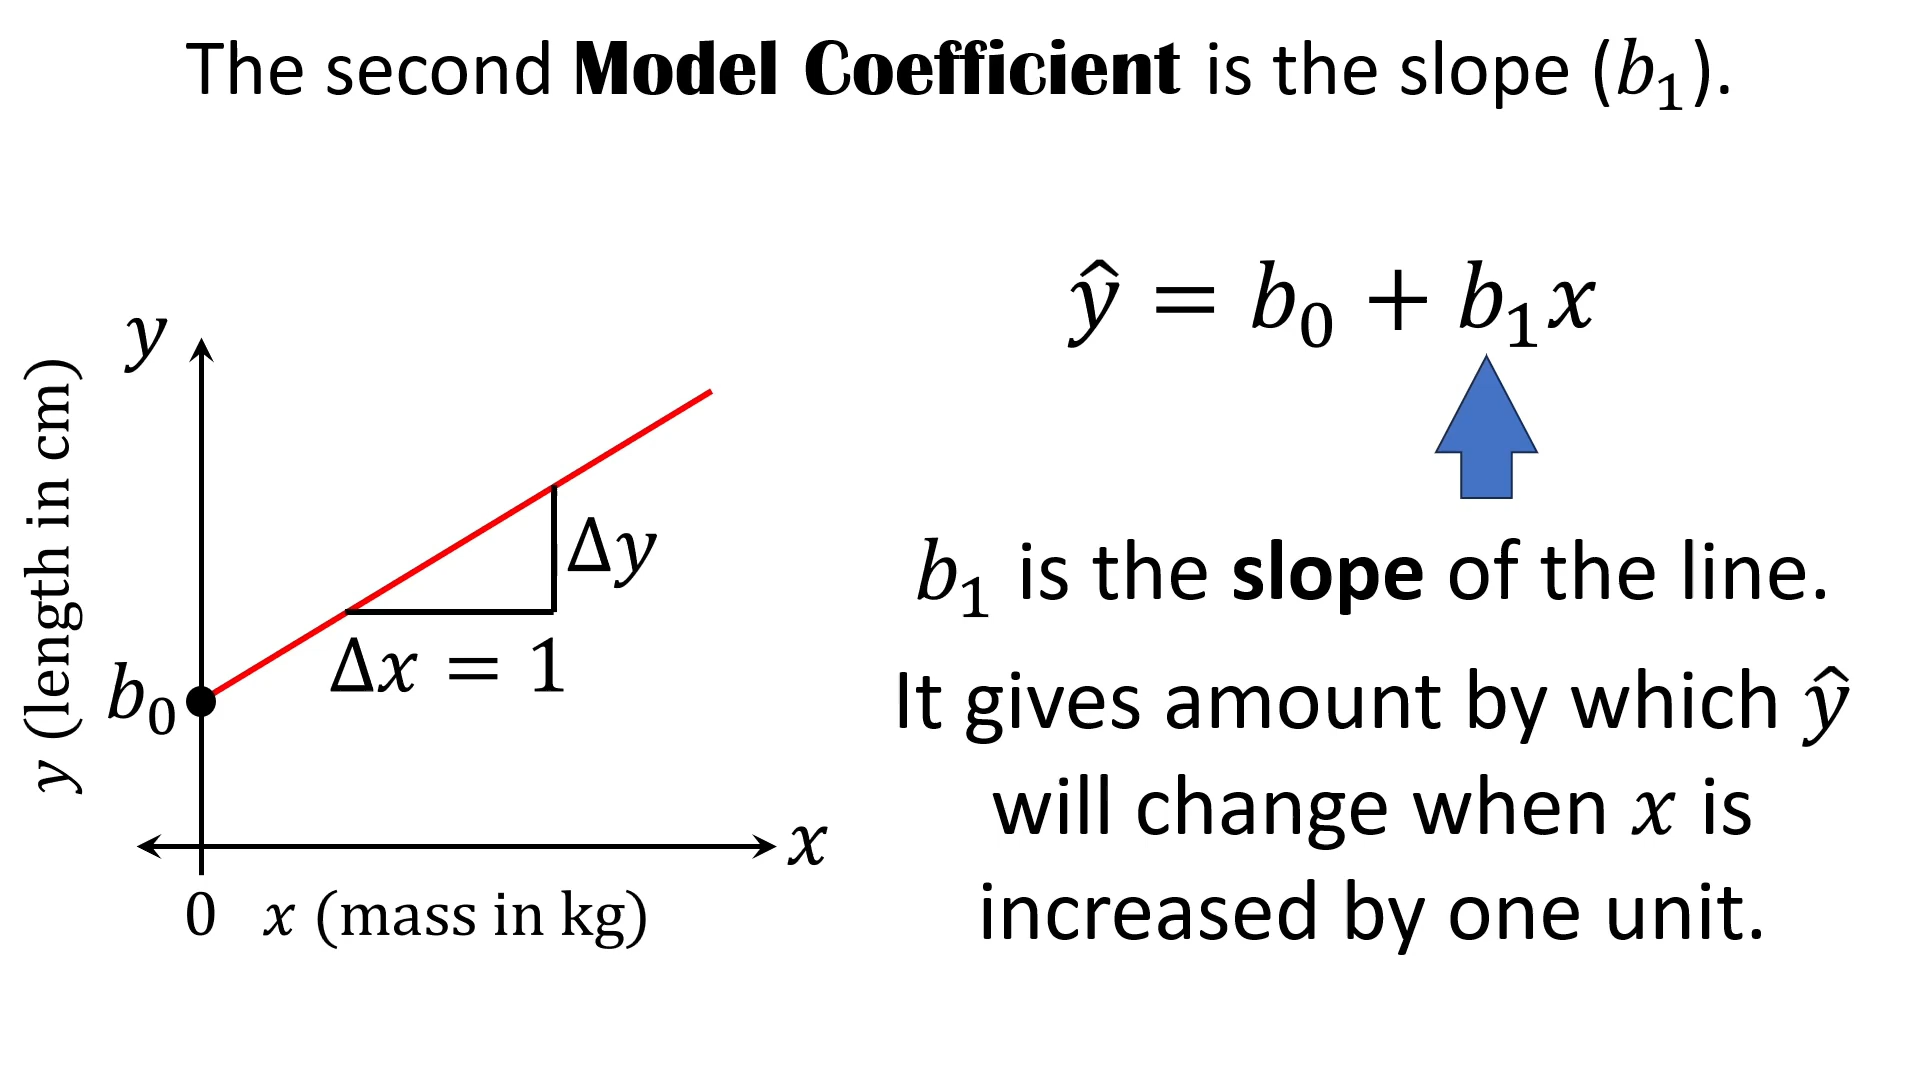 The second Model Coefficient is the slope (b₁).
ŷ = b₀ + b₁x
y
y (length in cm)
Δy
Δx = 1
b₀
x
0
x (mass in kg)
b₁ is the slope of the line.
It gives amount by which ŷ
will change when x is
increased by one unit.